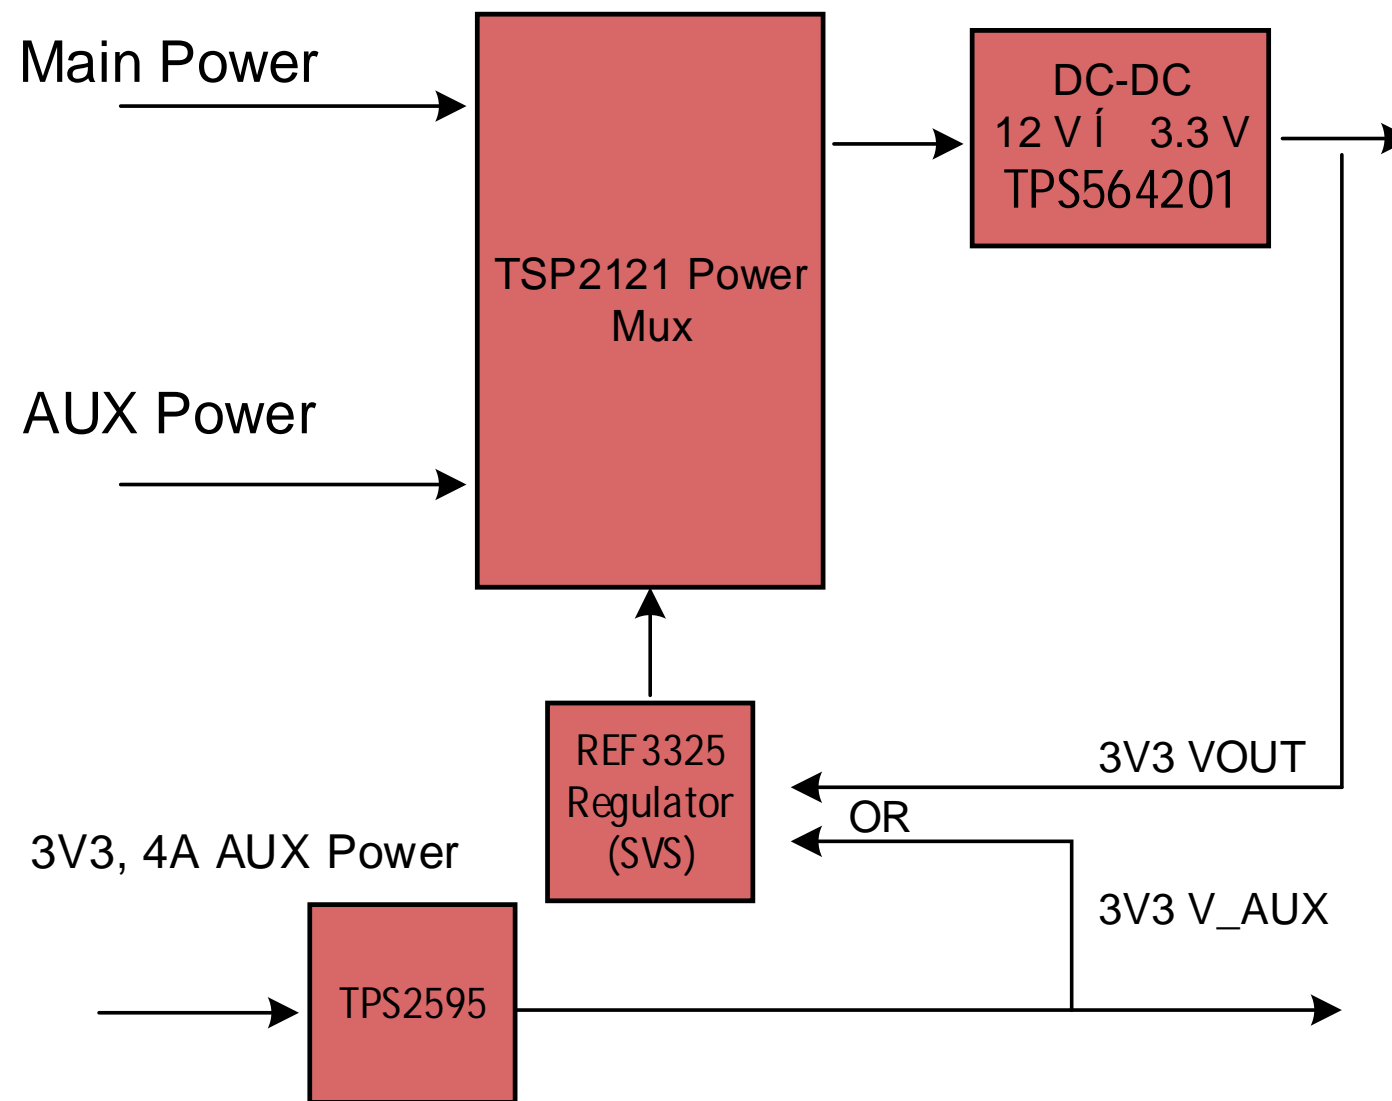 Main Power
DC-DC
12 V Í 3.3 V
TPS564201
TSP2121 Power
Mux
AUX Power
REF3325
Regulator
(SVS)
3V3 VOUT
OR
3V3, 4A AUX Power
3V3 V_AUX
TPS2595